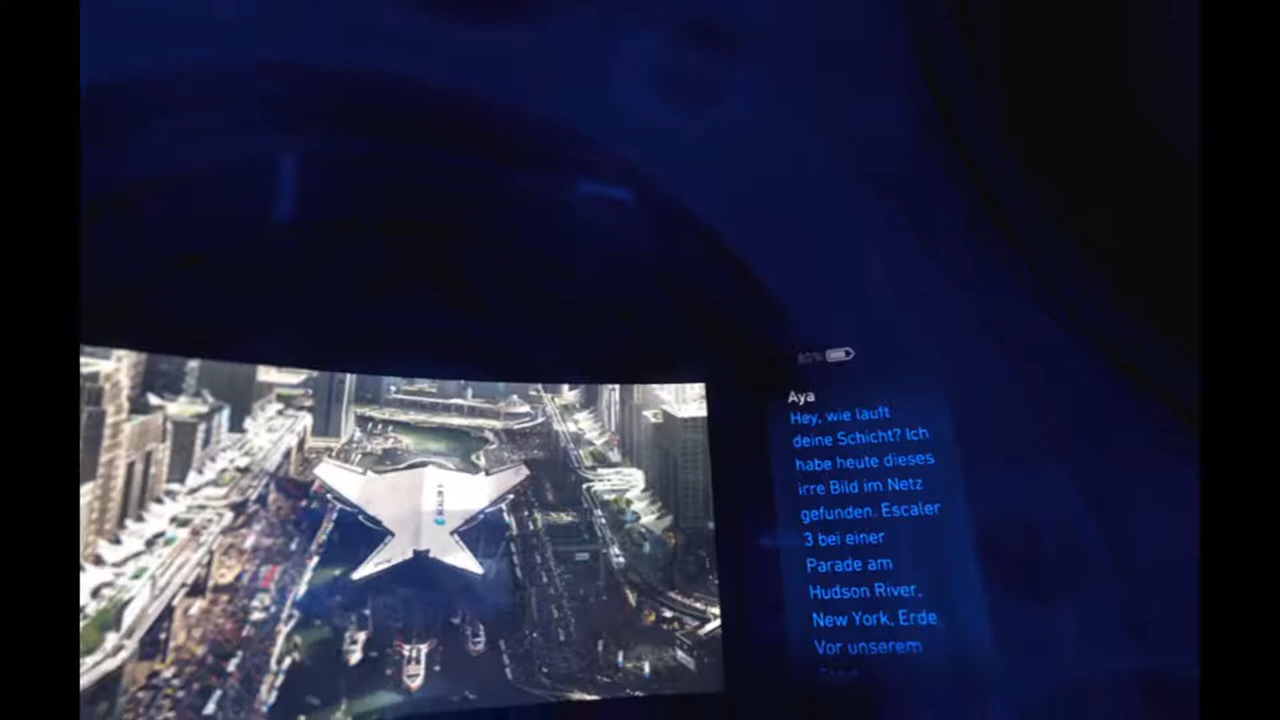 Aya
Hey, wie läuft
deine Schicht? Ich
habe heute dieses
irre Bild im Netz
gefunden. Escaler
3 bei einer
Parade am
Hudson River,
New York, Erde
Vor unserem